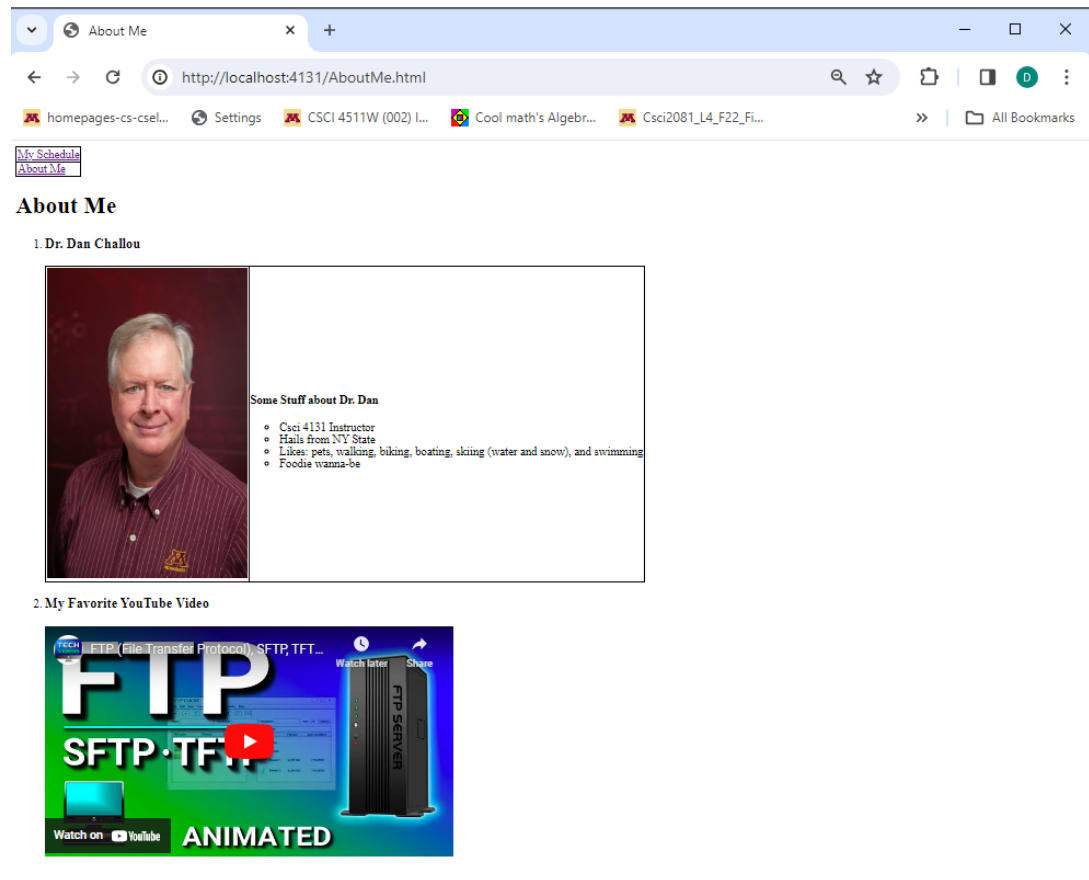 About Me
http://localhost:4131/AboutMe.html
D
homepages-cs-csel... Settings CSCI 4511W (002) I... Cool math's Algebr... Csci2081_L4_F22_Fi... » All Bookmarks
My Schedule
About Me
About Me
1. Dr. Dan Challou
Some Stuff about Dr. Dan
Csci 4131 Instructor
Hails from NY State
Likes: pets, walking, biking, boating, skiing (water and snow), and swimming
Foodie wanna-be
2. My Favorite YouTube Video
TECH
FTP (File Transfer Protocol), SFTP, TFT...
Watch later
Share
FTP
FTP SERVER
SFTP·TFTP
Watch on YouTube
ANIMATED